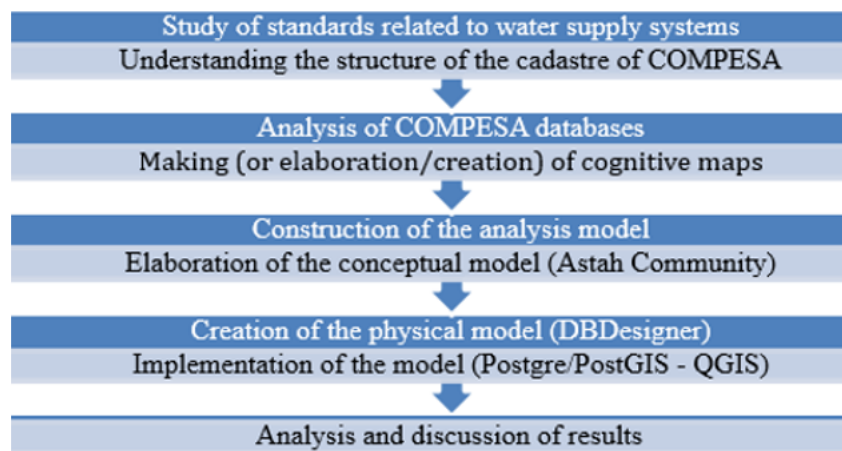 Study of standards related to water supply systems
Understanding the structure of the cadastre of COMPESA
Analysis of COMPESA databases
Making (or elaboration/creation) of cognitive maps
Construction of the analysis model
Elaboration of the conceptual model (Astah Community)
Creation of the physical model (DBDesigner)
Implementation of the model (Postgre/PostGIS - QGIS)
Analysis and discussion of results